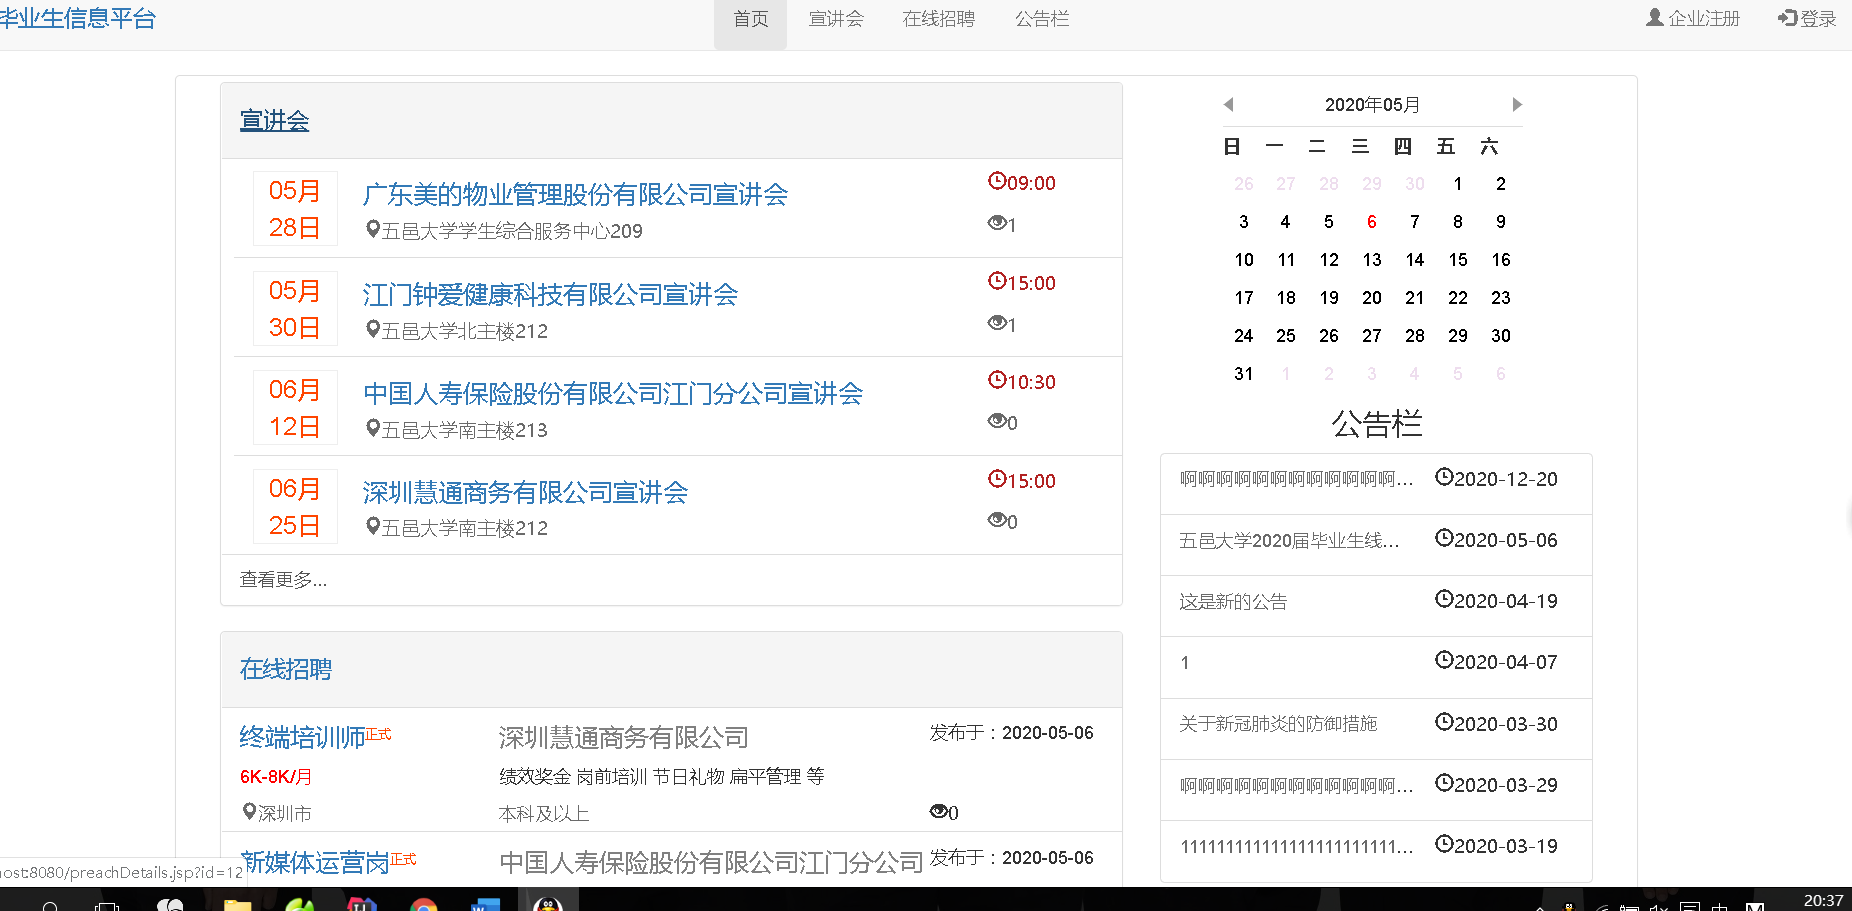 毕业生信息平台
首页 宣讲会 在线招聘 公告栏
企业注册 登录
宣讲会
05月
28日
广东美的物业管理股份有限公司宣讲会
五邑大学学生综合服务中心209
09:00
1
05月
30日
江门钟爱健康科技有限公司宣讲会
五邑大学北主楼212
15:00
1
06月
12日
中国人寿保险股份有限公司江门分公司宣讲会
五邑大学南主楼213
10:30
0
06月
25日
深圳慧通商务有限公司宣讲会
五邑大学南主楼212
15:00
0
查看更多...
在线招聘
终端培训师正式 深圳慧通商务有限公司 发布于：2020-05-06
6K-8K/月 绩效奖金 岗前培训 节日礼物 扁平管理 等
深圳市 本科及以上 0
新媒体运营岗正式 中国人寿保险股份有限公司江门分公司 发布于：2020-05-06
2020年05月
日 一 二 三 四 五 六
26 27 28 29 30 1 2
3 4 5 6 7 8 9
10 11 12 13 14 15 16
17 18 19 20 21 22 23
24 25 26 27 28 29 30
31 1 2 3 4 5 6
公告栏
啊啊啊啊啊啊啊啊啊啊啊啊... 2020-12-20
五邑大学2020届毕业生线... 2020-05-06
这是新的公告 2020-04-19
1 2020-04-07
关于新冠肺炎的防御措施 2020-03-30
啊啊啊啊啊啊啊啊啊啊啊啊... 2020-03-29
111111111111111111111111... 2020-03-19
ost:8080/preachDetails.jsp?id=12
20:37